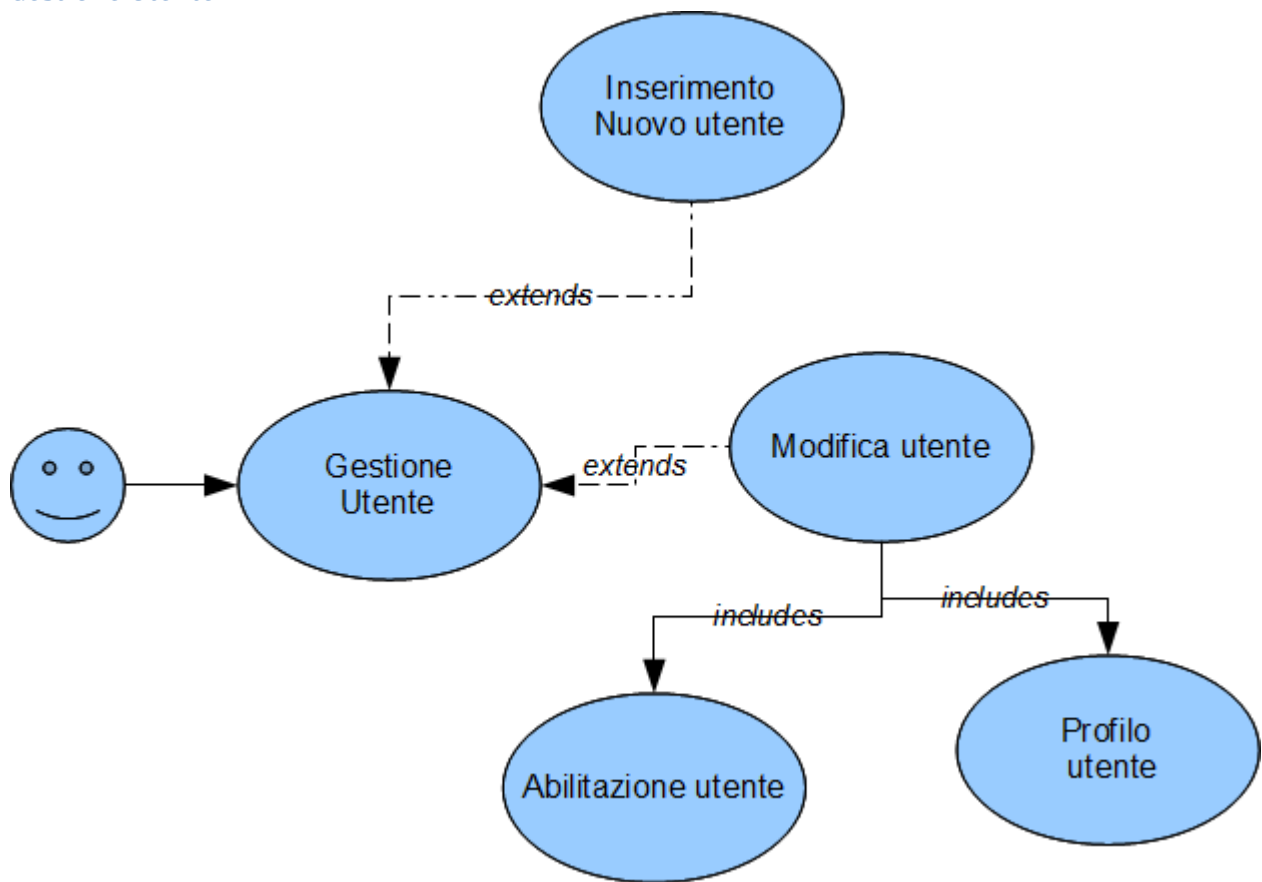 Inserimento
Nuovo utente
extends
Gestione
Utente
extends
Modifica utente
includes
includes
Abilitazione utente
Profilo
utente